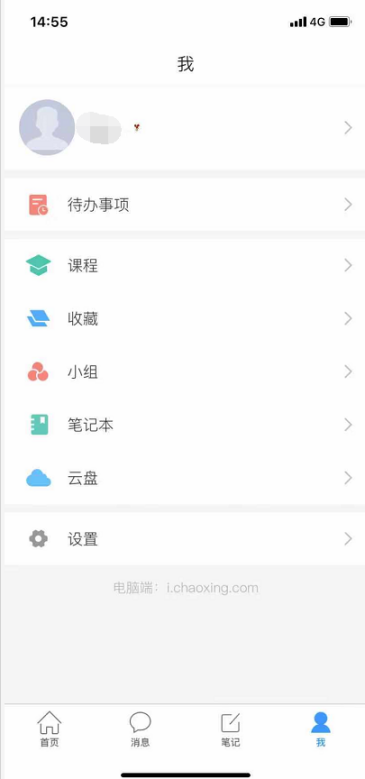 14:55
4G
我
待办事项
课程
收藏
小组
笔记本
云盘
设置
电脑端：i.chaoxing.com
首页
消息
笔记
我